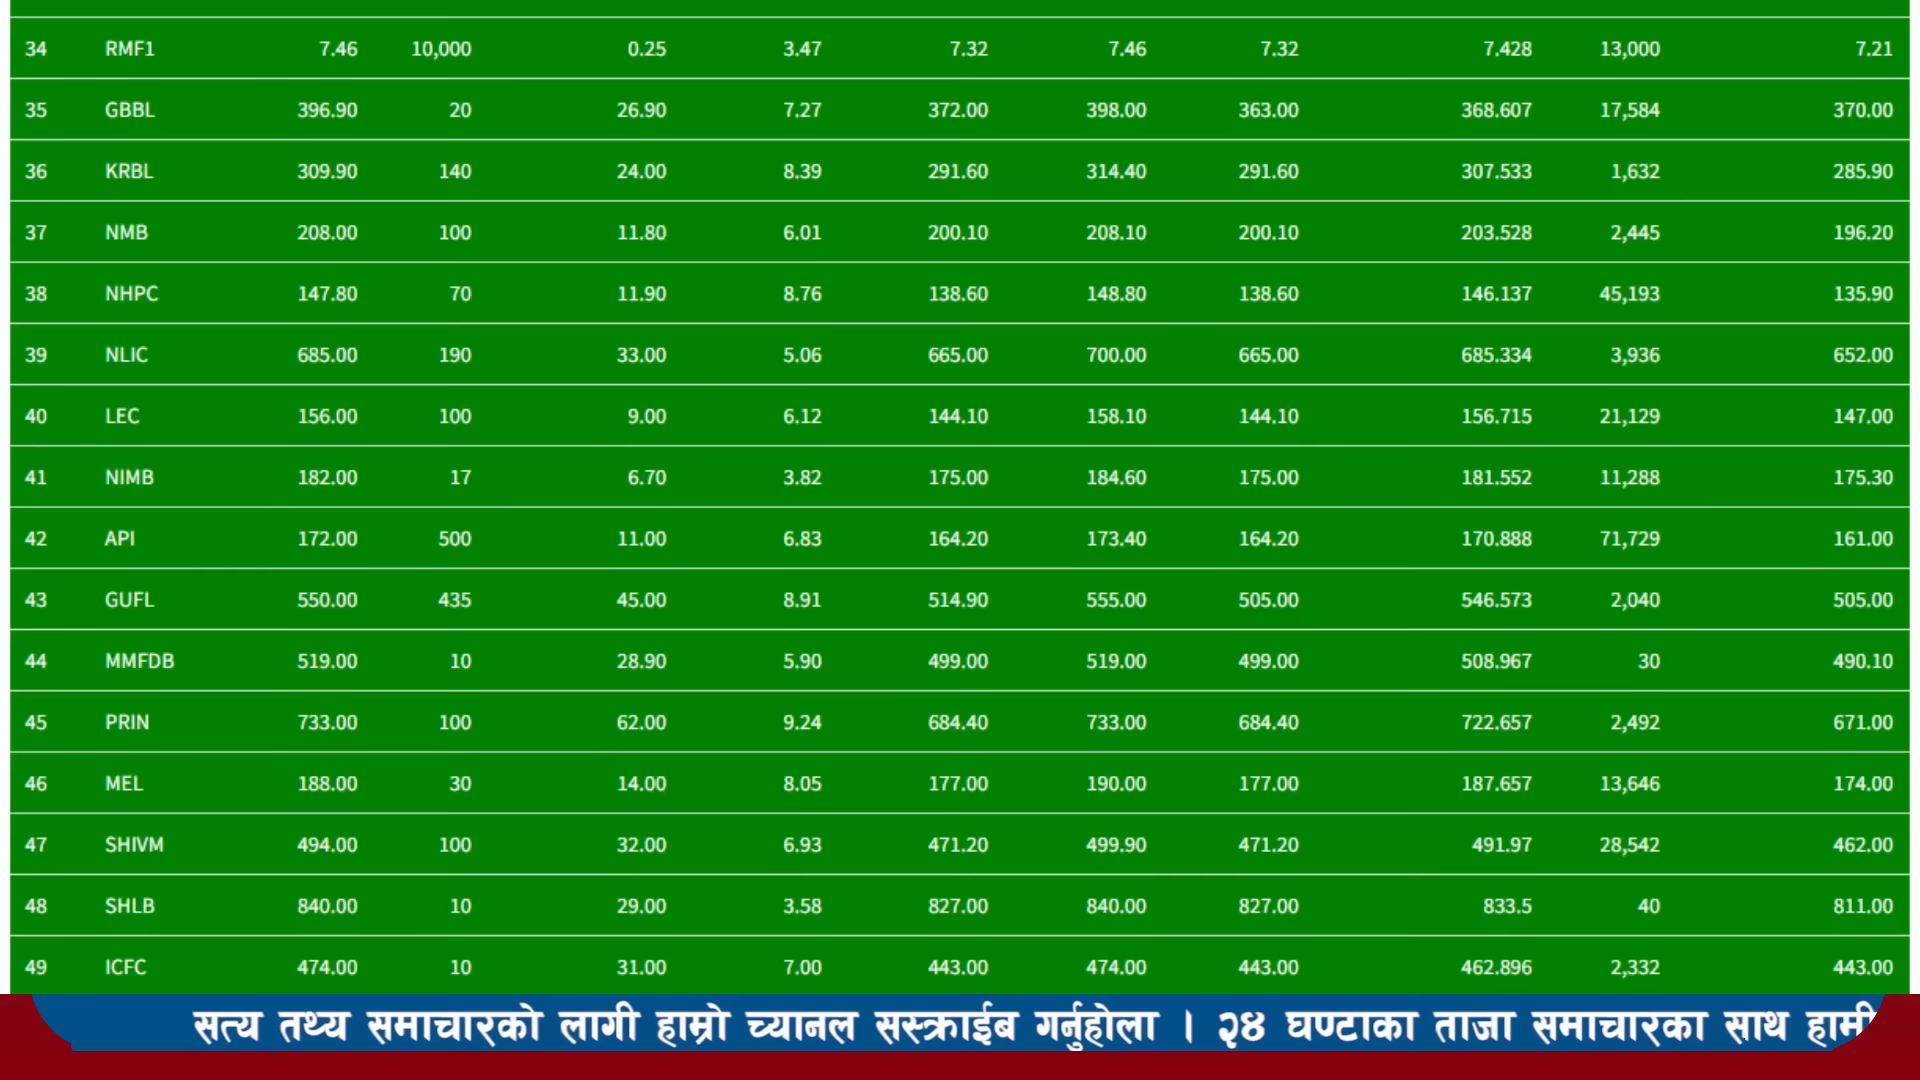 34 RMF1 7.46 10,000 0.25 3.47 7.32 7.46 7.32 7.428 13,000 7.21
35 GBBL 396.90 20 26.90 7.27 372.00 398.00 363.00 368.607 17,584 370.00
36 KRBL 309.90 140 24.00 8.39 291.60 314.40 291.60 307.533 1,632 285.90
37 NMB 208.00 100 11.80 6.01 200.10 208.10 200.10 203.528 2,445 196.20
38 NHPC 147.80 70 11.90 8.76 138.60 148.80 138.60 146.137 45,193 135.90
39 NLIC 685.00 190 33.00 5.06 665.00 700.00 665.00 685.334 3,936 652.00
40 LEC 156.00 100 9.00 6.12 144.10 158.10 144.10 156.715 21,129 147.00
41 NIMB 182.00 17 6.70 3.82 175.00 184.60 175.00 181.552 11,288 175.30
42 API 172.00 500 11.00 6.83 164.20 173.40 164.20 170.888 71,729 161.00
43 GUFL 550.00 435 45.00 8.91 514.90 555.00 505.00 546.573 2,040 505.00
44 MMFDB 519.00 10 28.90 5.90 499.00 519.00 499.00 508.967 30 490.10
45 PRIN 733.00 100 62.00 9.24 684.40 733.00 684.40 722.657 2,492 671.00
46 MEL 188.00 30 14.00 8.05 177.00 190.00 177.00 187.657 13,646 174.00
47 SHIVM 494.00 100 32.00 6.93 471.20 499.90 471.20 491.97 28,542 462.00
48 SHLB 840.00 10 29.00 3.58 827.00 840.00 827.00 833.5 40 811.00
49 ICFC 474.00 10 31.00 7.00 443.00 474.00 443.00 462.896 2,332 443.00
सत्य तथ्य समाचारको लागी हाम्रो च्यानल सस्क्राईब गर्नुहोला । २४ घण्टाका ताजा समाचारका साथ हामी